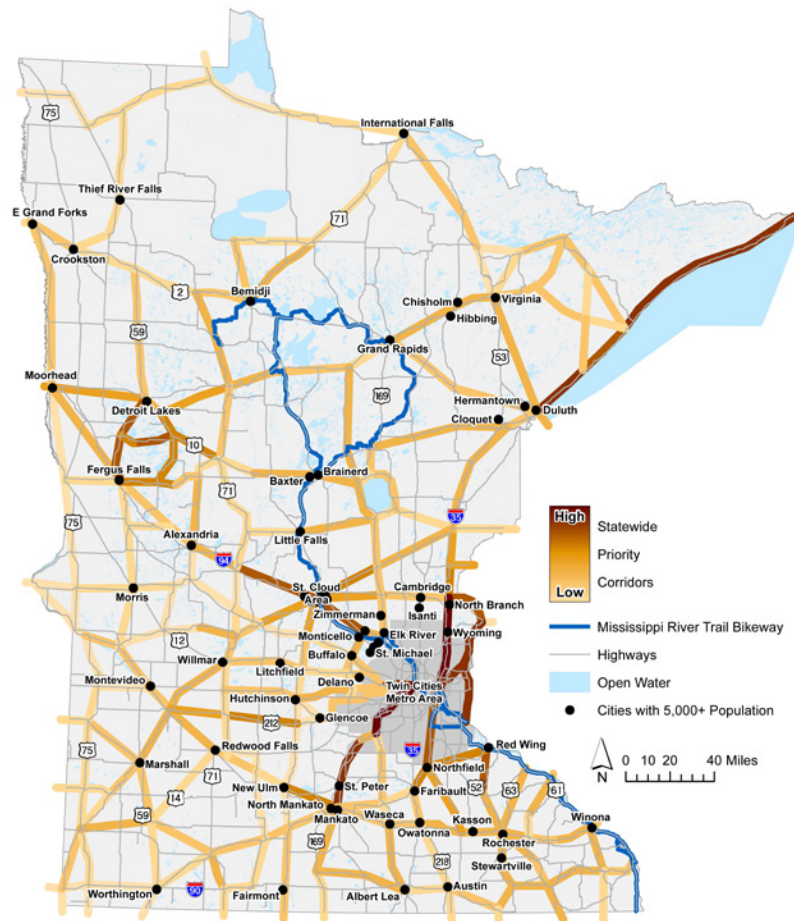 75
International Falls
Thief River Falls
E Grand Forks
71
Crookston
Bemidji
2
Chisholm
Virginia
Hibbing
59
Grand Rapids
53
Moorhead
169
Detroit Lakes
Hermantown
Duluth
Cloquet
10
Fergus Falls
Brainerd
Baxter
71
75
35
Alexandria
Little Falls
94
High
Statewide
Priority
Corridors
Low
St. Cloud
Area
Cambridge
Morris
North Branch
Isanti
Zimmerman
Mississippi River Trail Bikeway
12
Monticello
Elk River
Wyoming
Highways
Buffalo
St. Michael
Willmar
Litchfield
Delano
Open Water
Montevideo
Twin Cities
Metro Area
Hutchinson
Cities with 5,000+ Population
212
Glencoe
75
Redwood Falls
35
Red Wing
N
0 20 40 Miles
Marshall
71
Northfield
St. Peter
New Ulm
52
63
61
14
Faribault
North Mankato
Kasson
Winona
59
Mankato
Waseca
Owatonna
Rochester
169
218
Stewartville
Worthington
90
Fairmont
Albert Lea
Austin